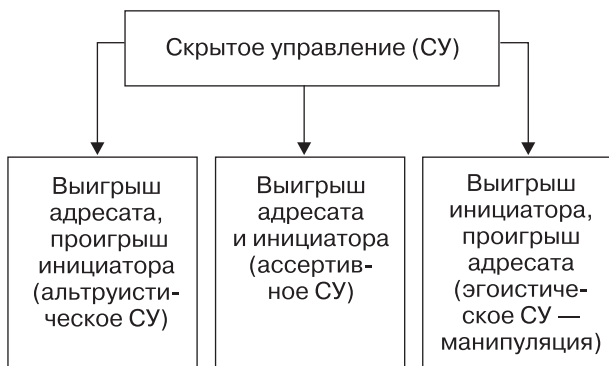 Скрытое управление (СУ)
Выигрыш
адресата,
проигрыш
инициатора
(альтруисти-
ческое СУ)
Выигрыш
адресата
и инициатора
(ассертив-
ное СУ)
Выигрыш
инициатора,
проигрыш
адресата
(эгоистиче-
ское СУ —
манипуляция)